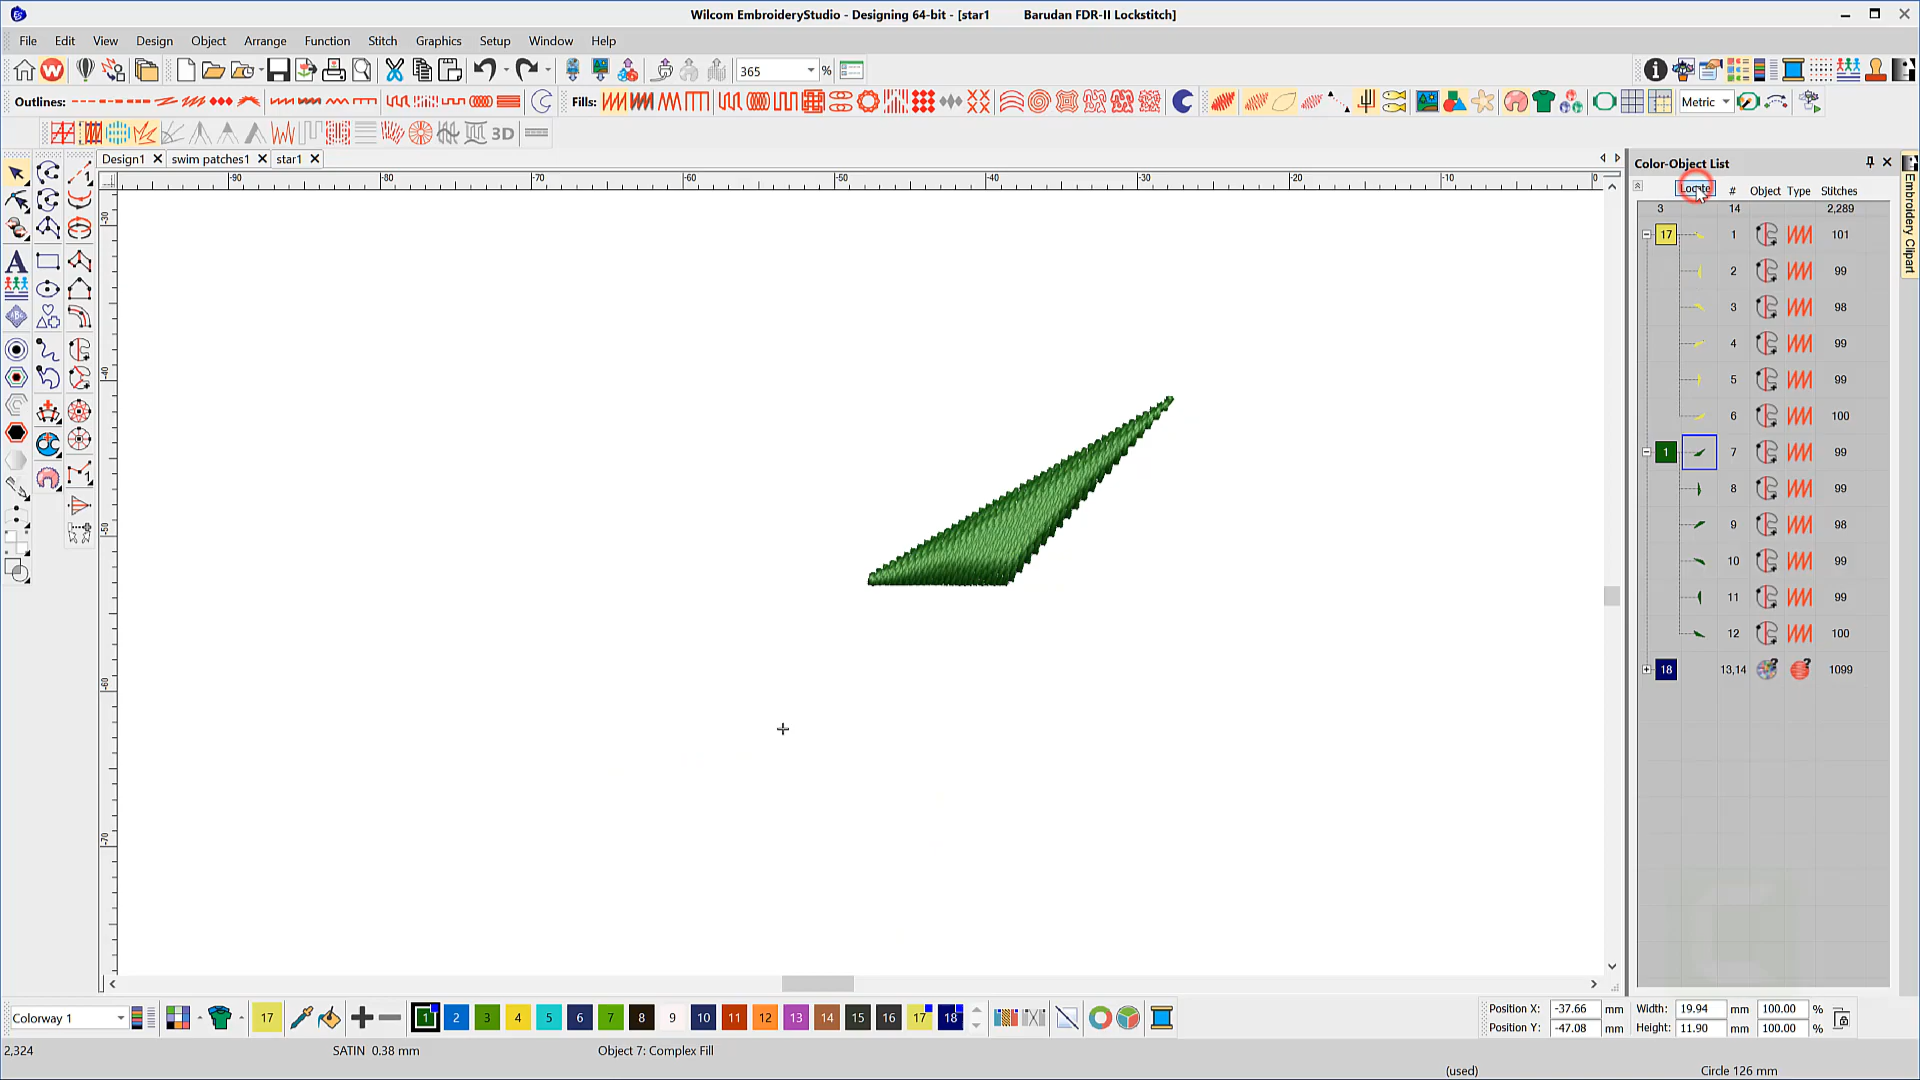 Wilcom EmbroideryStudio - Designing 64-bit - [star1 Barudan FDR-II Lockstitch]
File Edit View Design Object Arrange Function Stitch Graphics Setup Window Help
365 %
Outlines: Fills: Metric
3D
Design1 swim patches1 star1
-90 -80 -70 -60 -50 -40 -30 -20 -10 0
-30
-40
-50
-60
-70
Color-Object List
Locate # Object Type Stitches
3 14 2,289
17 1 101
2 99
3 98
4 99
5 99
6 100
1 7 99
8 99
9 98
10 99
11 99
12 100
18 13,14 1099
Embroidery Clipart
Colorway 1 17 1 2 3 4 5 6 7 8 9 10 11 12 13 14 15 16 17 18
Position X: -37.66 mm Width: 19.94 mm 100.00 %
Position Y: -47.08 mm Height: 11.90 mm 100.00 %
2,324 SATIN 0.38 mm Object 7: Complex Fill
(used) Circle 126 mm